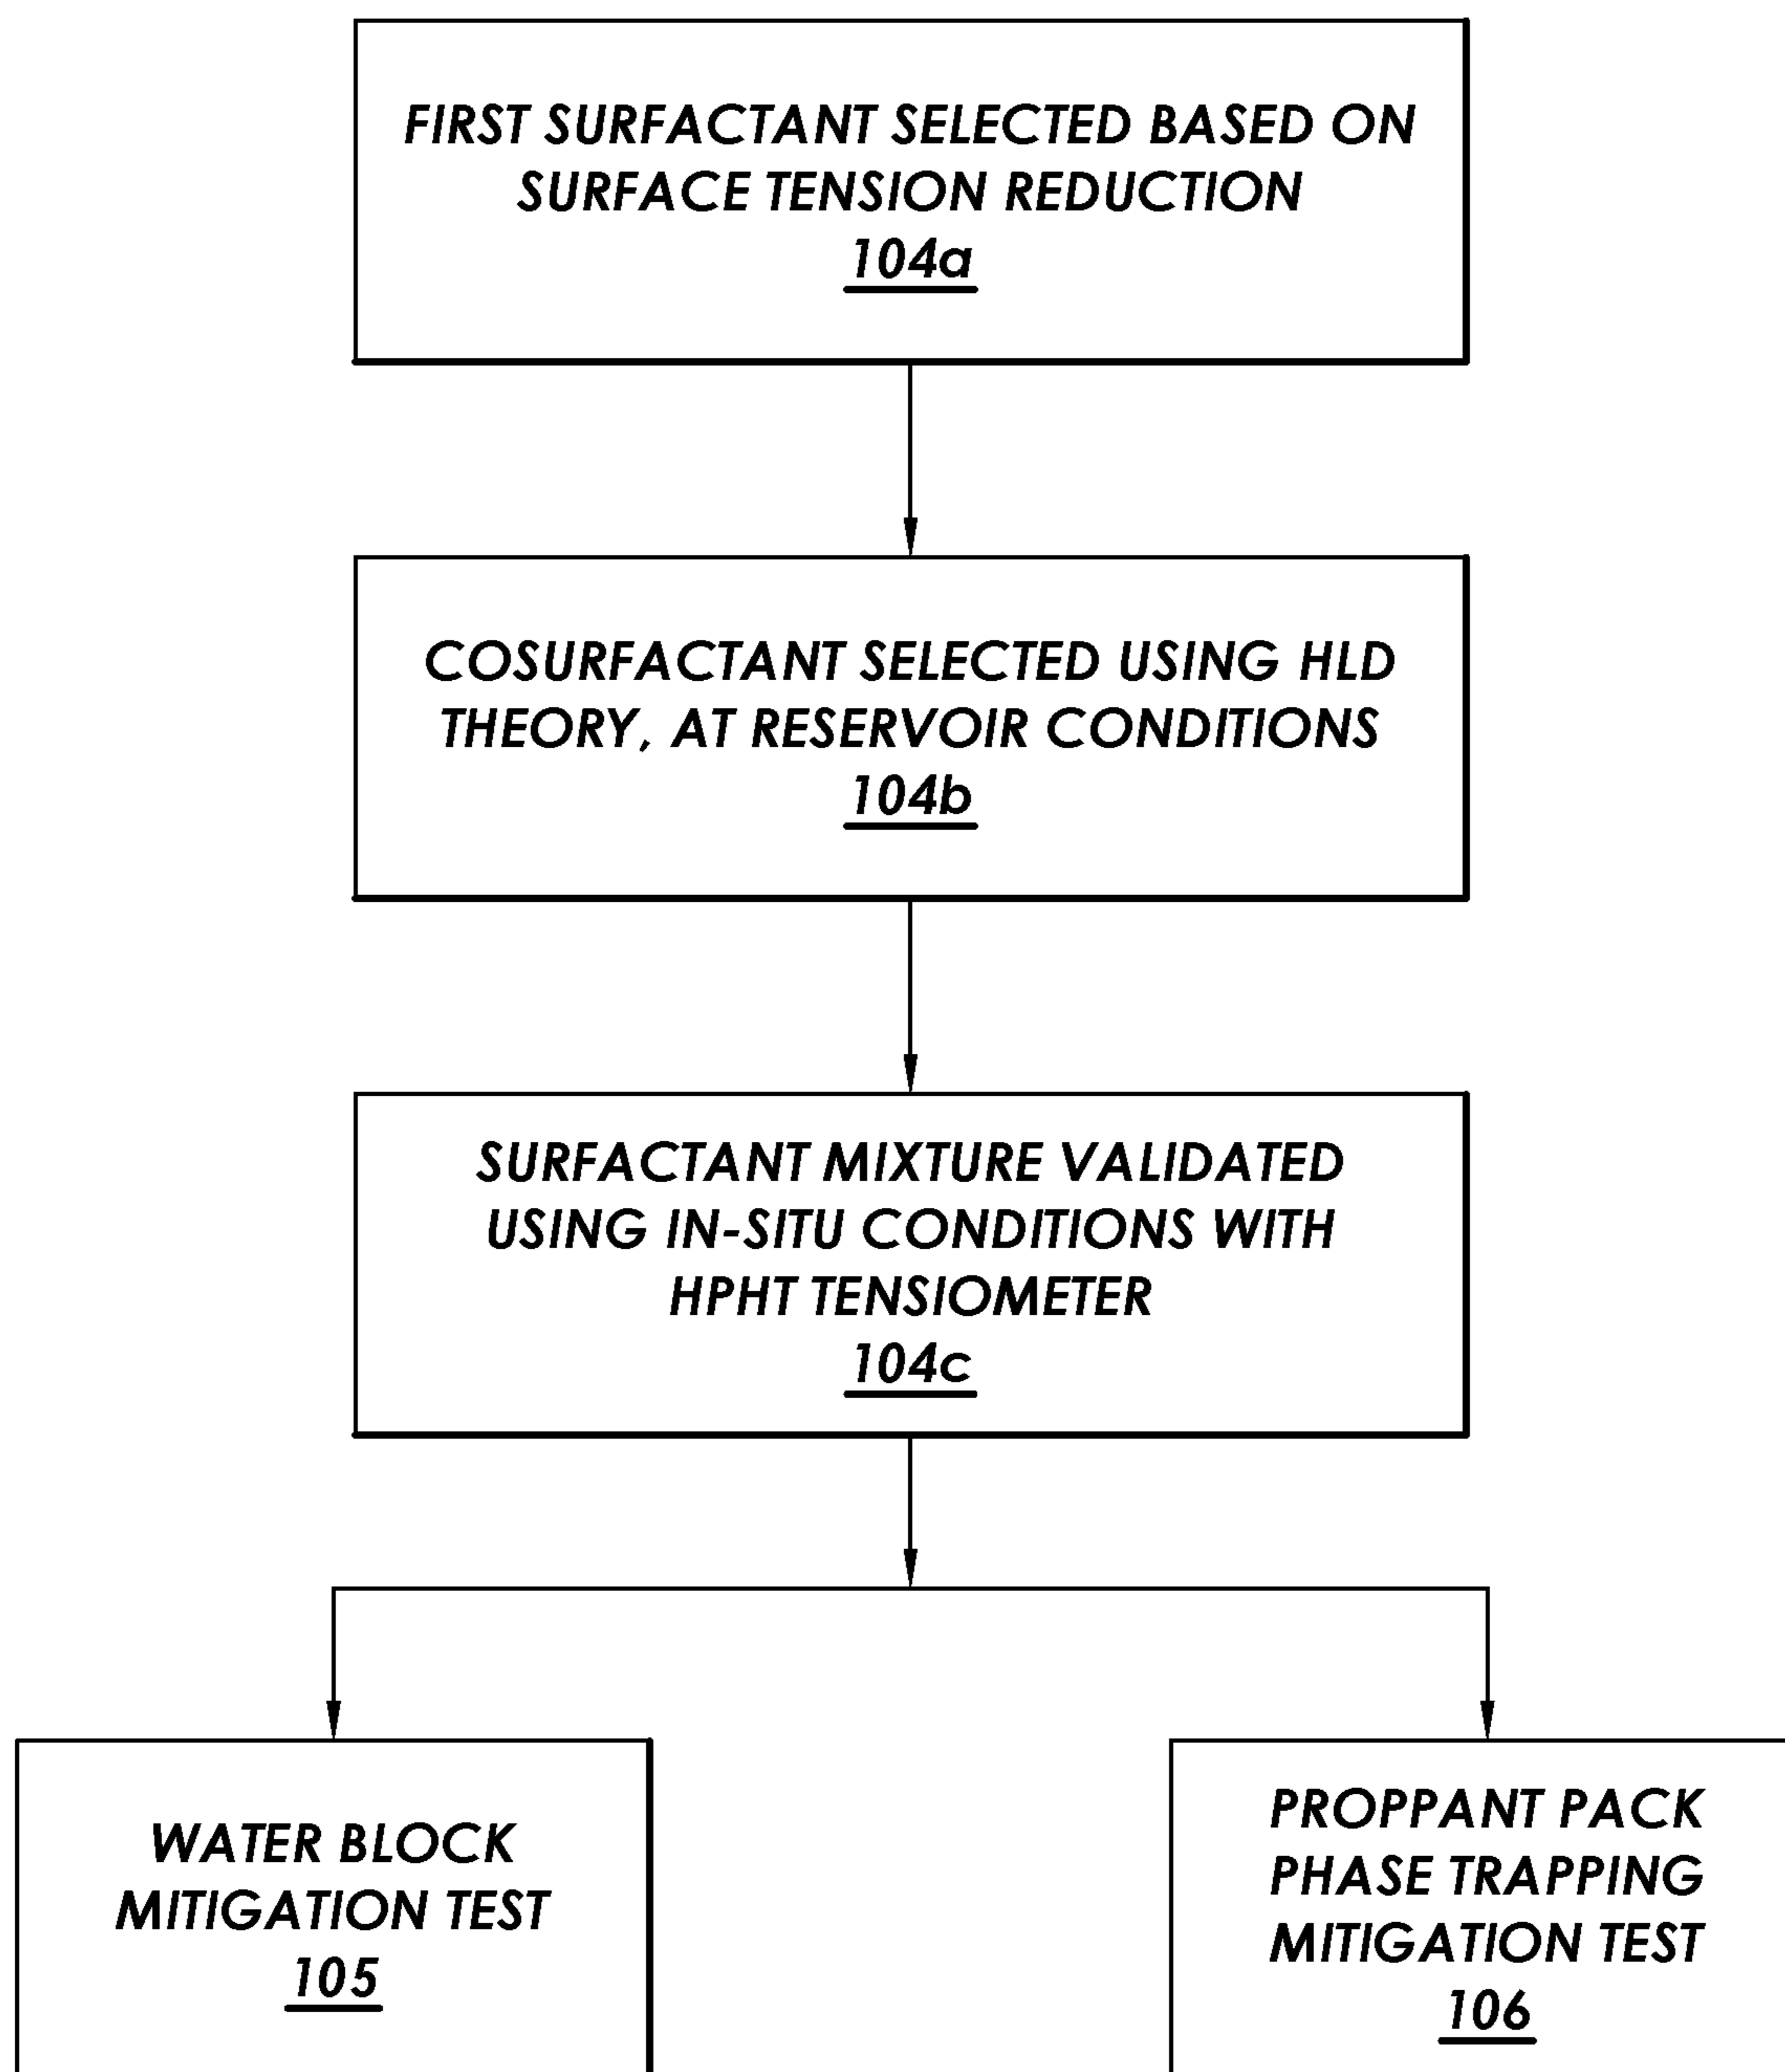 FIRST SURFACTANT SELECTED BASED ON
SURFACE TENSION REDUCTION
104a
COSURFACTANT SELECTED USING HLD
THEORY, AT RESERVOIR CONDITIONS
104b
SURFACTANT MIXTURE VALIDATED
USING IN-SITU CONDITIONS WITH
HPHT TENSIOMETER
104c
WATER BLOCK
MITIGATION TEST
105
PROPPANT PACK
PHASE TRAPPING
MITIGATION TEST
106